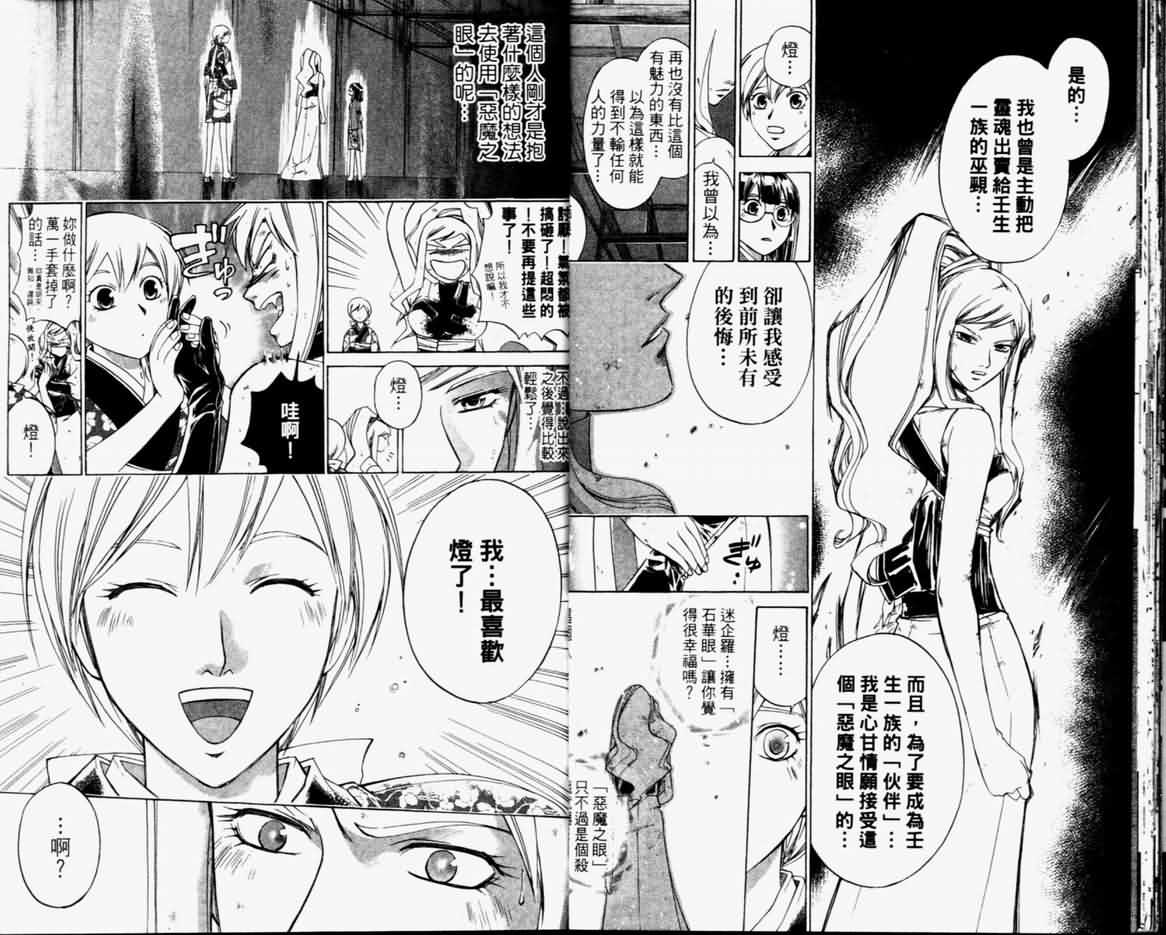 是的…
我也曾是主動把
靈魂出賣給壬生
一族的巫覡…
而且，為了要成為壬
生一族的「伙伴」…
我是心甘情願接受這
個「惡魔之眼」的…
燈…
再也沒有比這個
有魅力的東西…
以為這樣就能
得到不輸任何
人的力量了…
我曾以為…
卻讓我感受
到前所未有
的後悔…
燈……
迷企羅…擁有「
石華眼」讓你覺
得很幸福嗎？
「惡魔之眼」
只不過是個殺
這個人剛才是抱
著什麼樣的想法
去使用「惡魔之
眼」的呢…
搞砸了！超悶的
！不要再提這些
事了！
所以我才不
想說嘛！
不過…說出來
之後覺得比較
輕鬆了…
燈…
哇啊！
妳做什麼啊？
萬一手套掉了
的話…
燈！
我…最喜歡
燈了！
…啊？